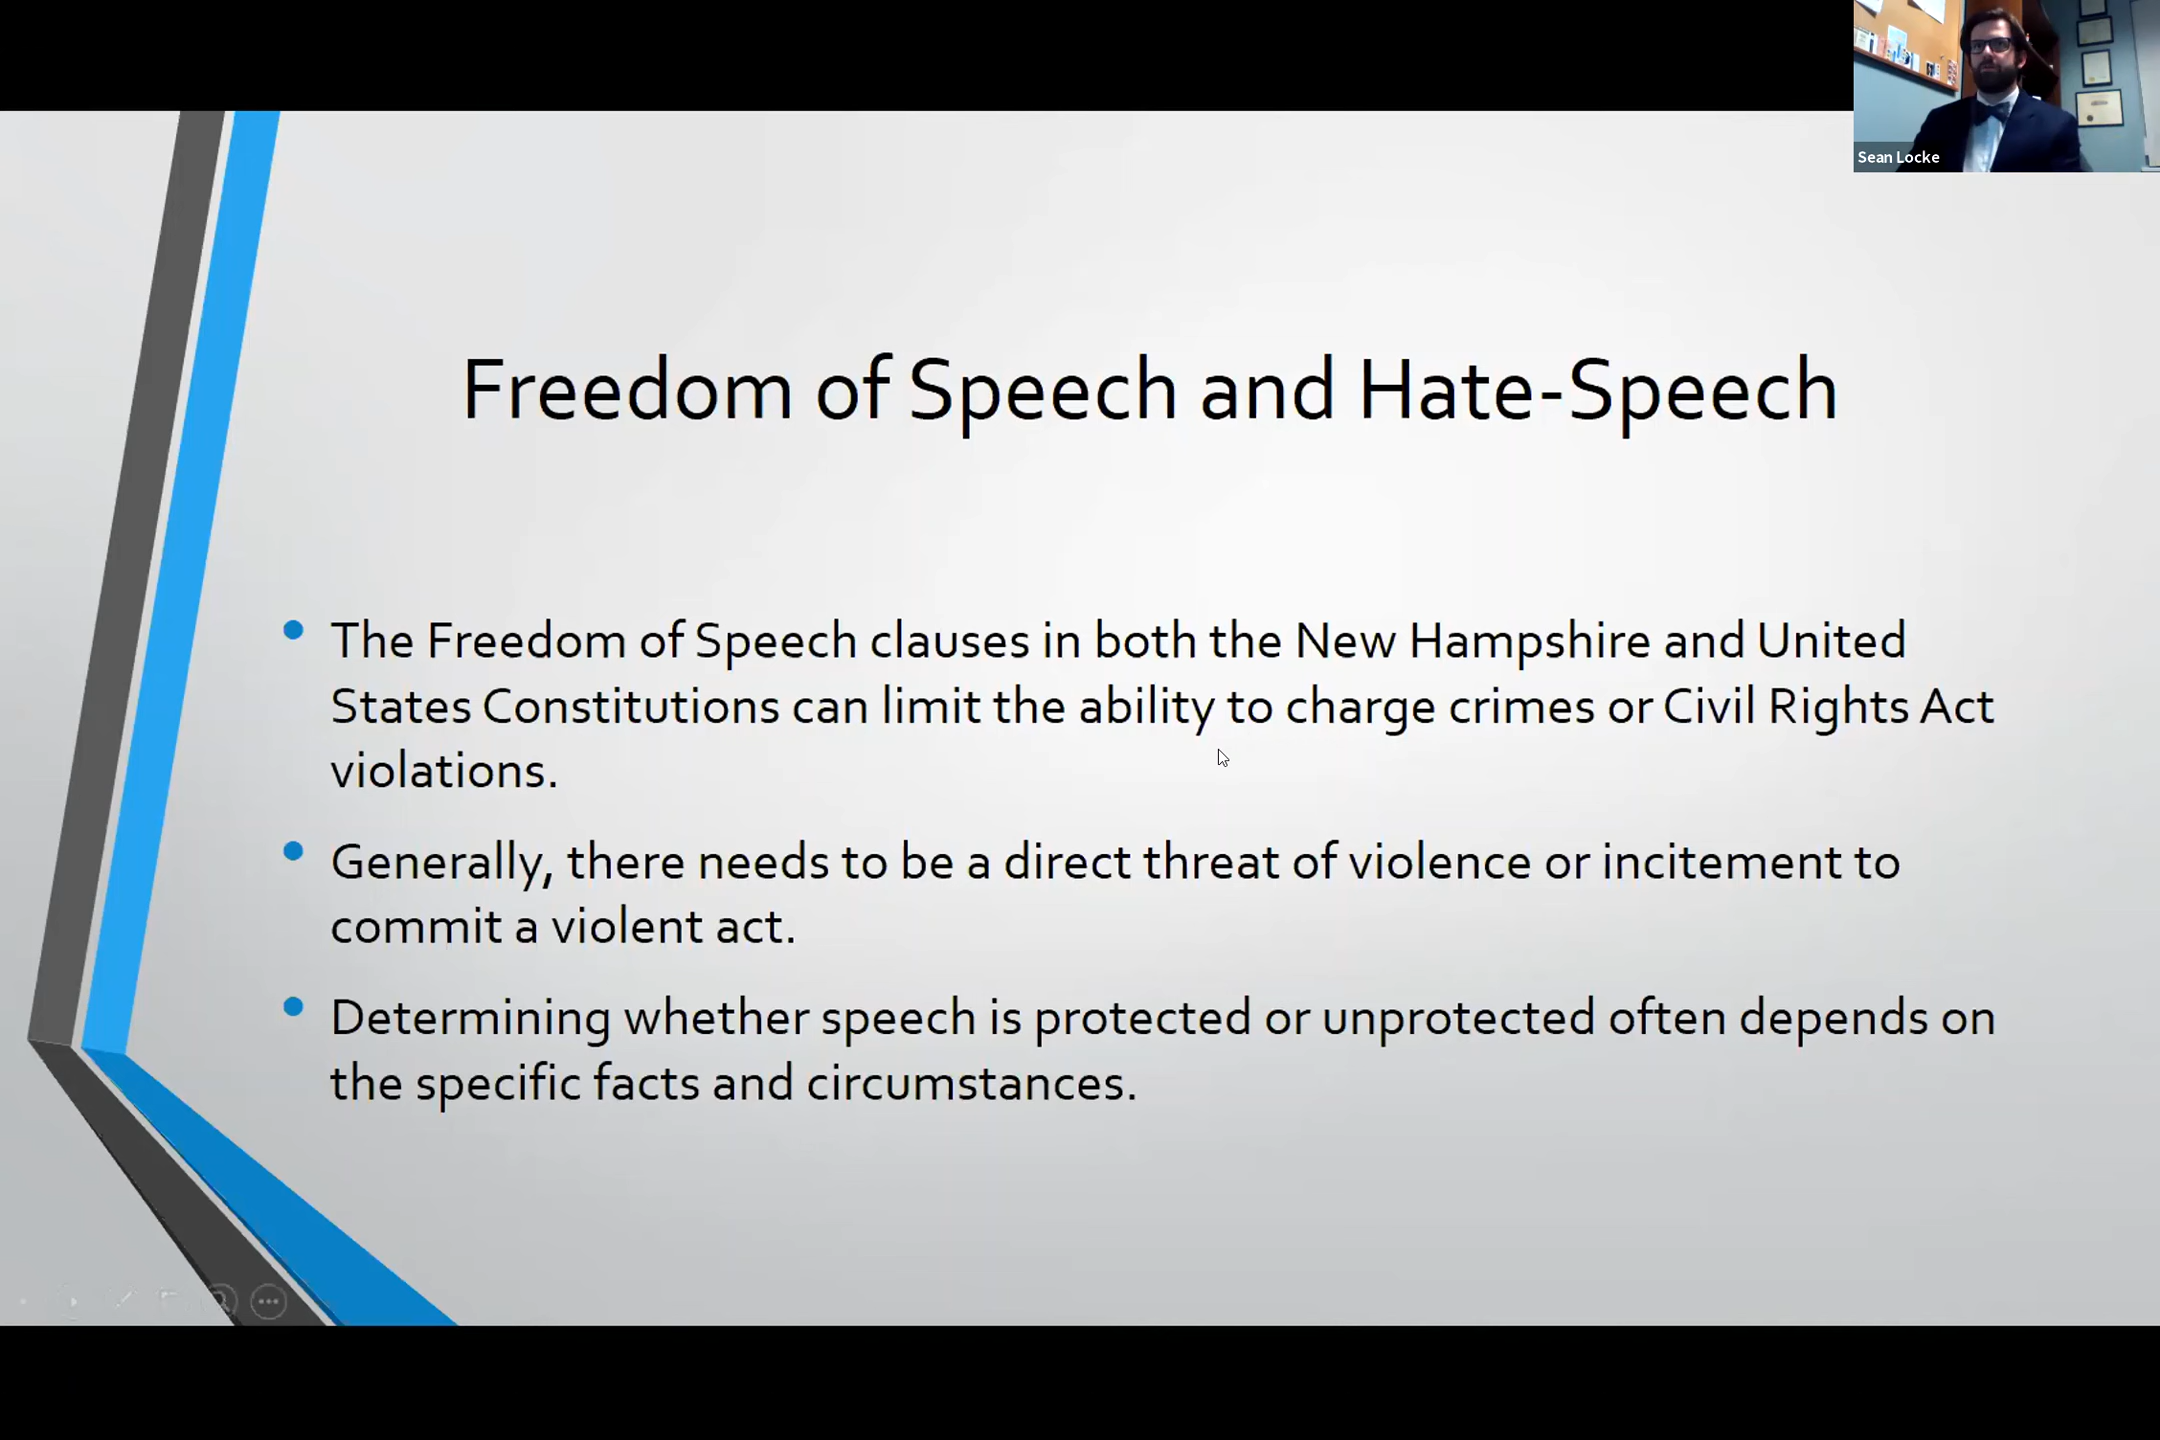 Sean Locke
Freedom of Speech and Hate-Speech
The Freedom of Speech clauses in both the New Hampshire and United
States Constitutions can limit the ability to charge crimes or Civil Rights Act
violations.
Generally, there needs to be a direct threat of violence or incitement to
commit a violent act.
Determining whether speech is protected or unprotected often depends on
the specific facts and circumstances.